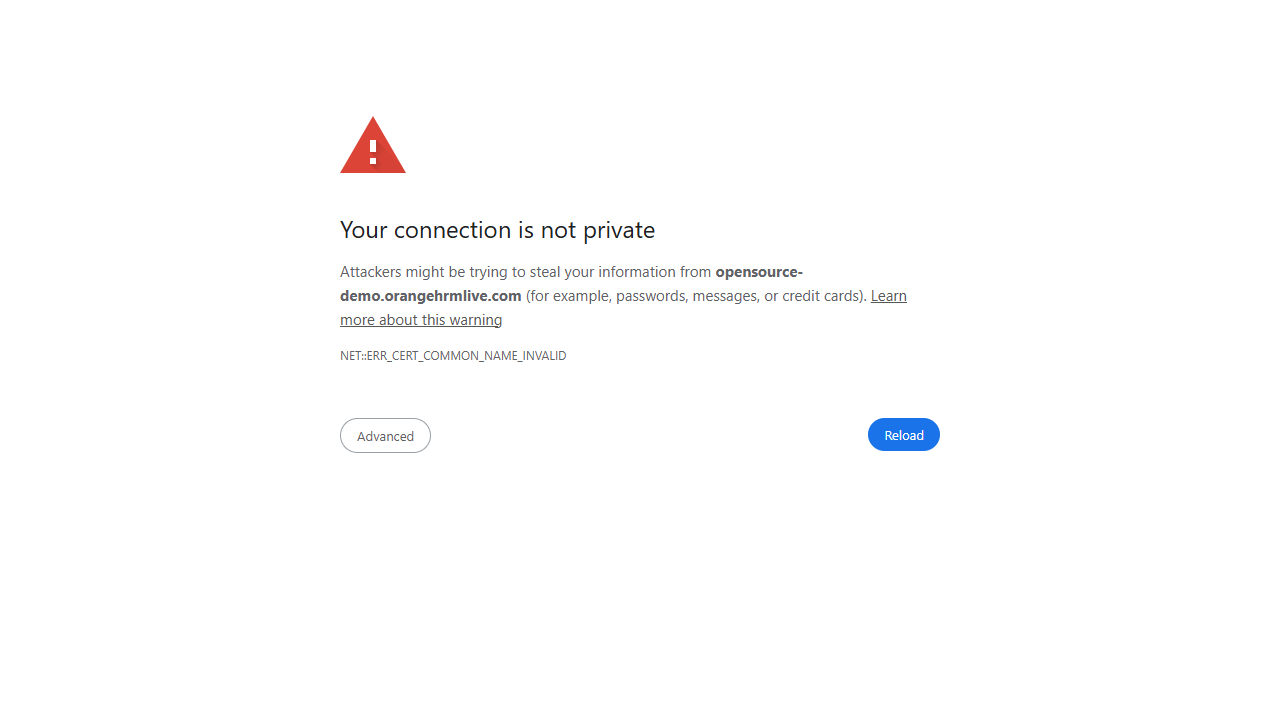 Your connection is not private
Attackers might be trying to steal your information from opensource-
demo.orangehrmlive.com (for example, passwords, messages, or credit cards). Learn
more about this warning
NET::ERR_CERT_COMMON_NAME_INVALID
Advanced
Reload